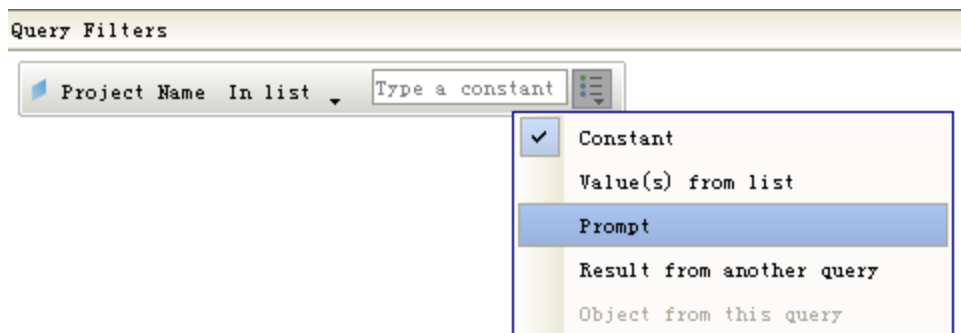 Query Filters
Project Name In list Type a constant
Constant
Value(s) from list
Prompt
Result from another query
Object from this query